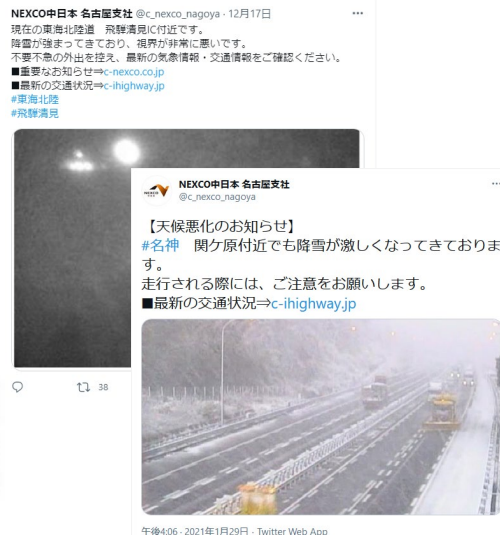 NEXCO中日本 名古屋支社 @c_nexco_nagoya · 12月17日
現在の東海北陸道　飛騨清見IC付近です。
降雪が強まってきており、視界が非常に悪いです。
不要不急の外出を控え、最新の気象情報・交通情報をご確認ください。
■重要なお知らせ⇒c-nexco.co.jp
■最新の交通状況⇒c-ihighway.jp
#東海北陸
#飛騨清見
38
NEXCO中日本 名古屋支社
@c_nexco_nagoya
【天候悪化のお知らせ】
#名神　関ケ原付近でも降雪が激しくなってきておりま
す。
走行される際には、ご注意をお願いします。
■最新の交通状況⇒c-ihighway.jp
午後4:06 · 2021年1月29日 · Twitter Web App